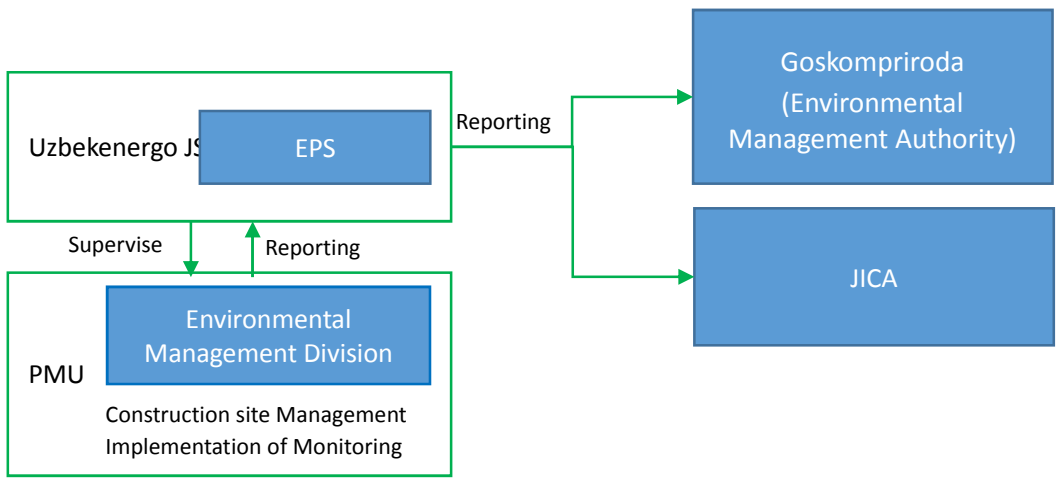 Uzbekenergo JS
EPS
Reporting
Goskompriroda
(Environmental
Management Authority)
Supervise
Reporting
JICA
PMU
Environmental
Management Division
Construction site Management
Implementation of Monitoring